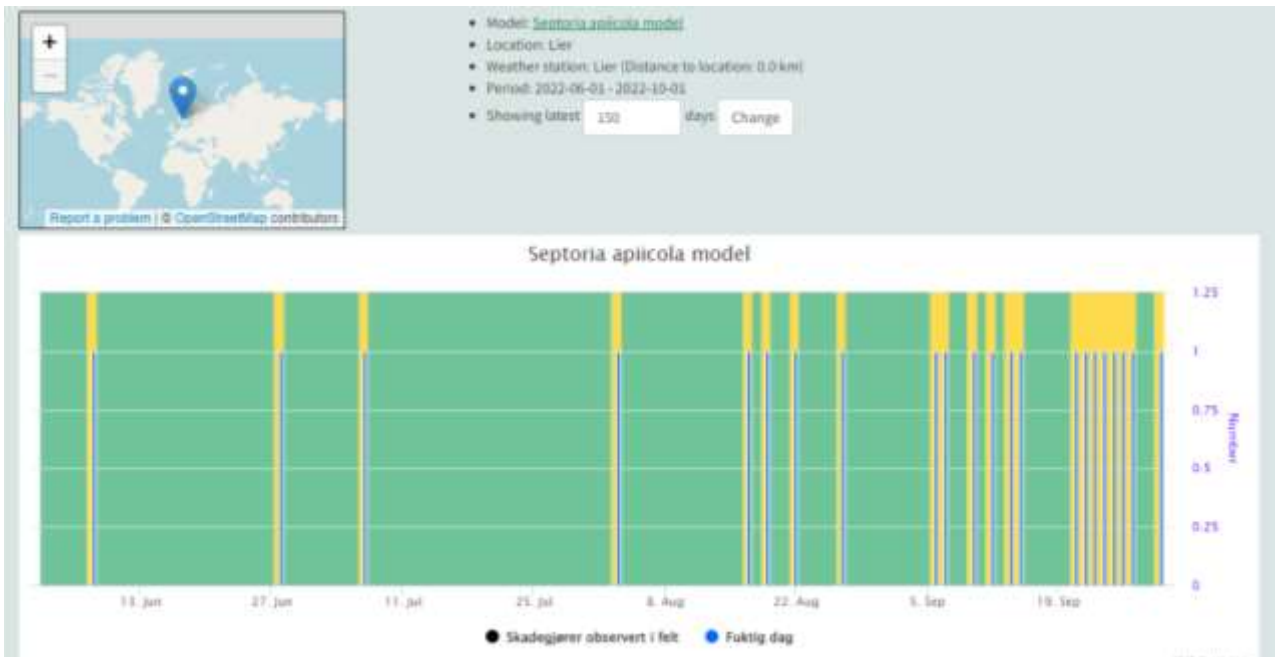 +
−
Report a problem | © OpenStreetMap contributors
• Model: Septoria apiicola model
• Location: Lier
• Weather station: Lier (Distance to location: 0.0 km)
• Period: 2022-06-01 - 2022-10-01
• Showing latest 150 days Change
Septoria apiicola model
1.25
1
0.75
0.5
0.25
0
Number
13. Jun 27. Jun 11. Jul 25. Jul 8. Aug 22. Aug 5. Sep 19. Sep
Skadegjører observert i felt Fuktig dag